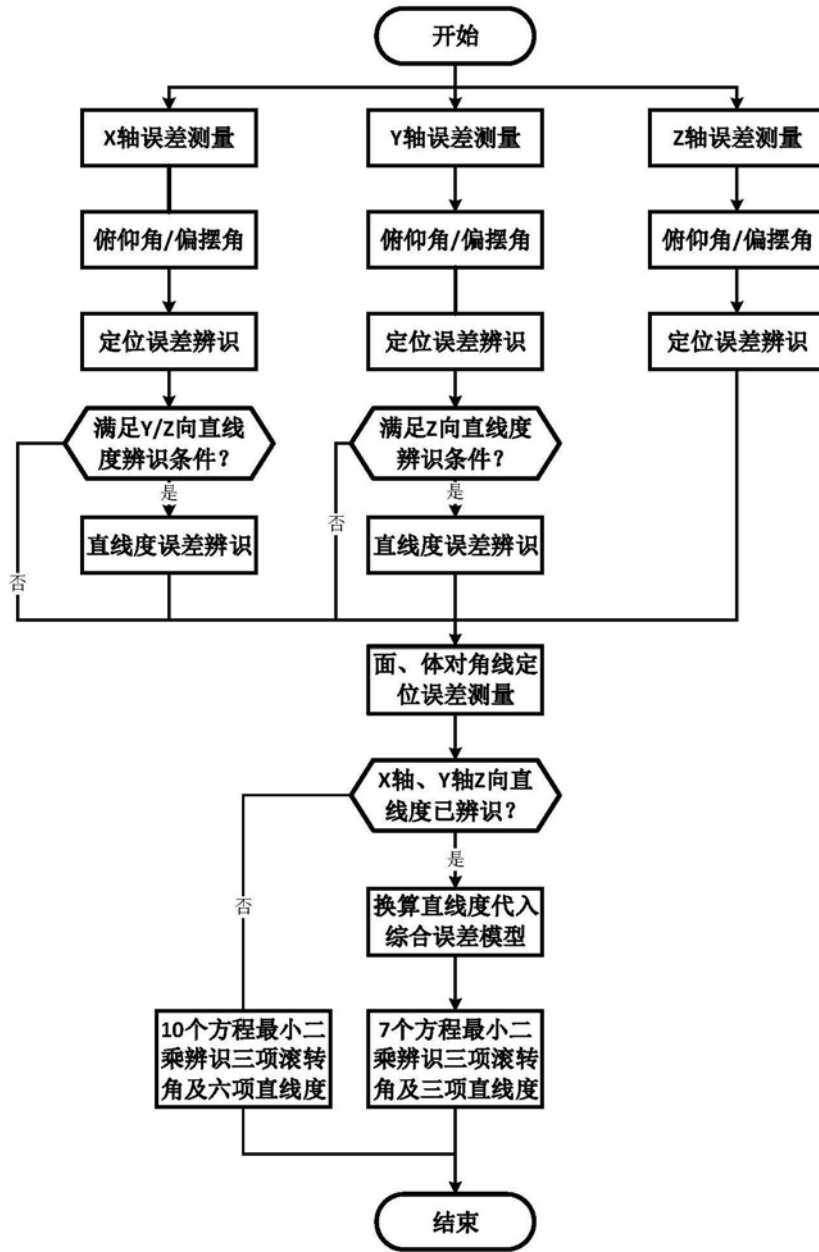 开始
X轴误差测量
Y轴误差测量
Z轴误差测量
俯仰角/偏摆角
俯仰角/偏摆角
俯仰角/偏摆角
定位误差辨识
定位误差辨识
定位误差辨识
满足Y/Z向直线
度辨识条件？
满足Z向直线度
辨识条件？
是
是
否
否
直线度误差辨识
直线度误差辨识
面、体对角线定
位误差测量
X轴、Y轴Z向直
线度已辨识？
是
否
换算直线度代入
综合误差模型
10个方程最小二
乘辨识三项滚转
角及六项直线度
7个方程最小二
乘辨识三项滚转
角及三项直线度
结束